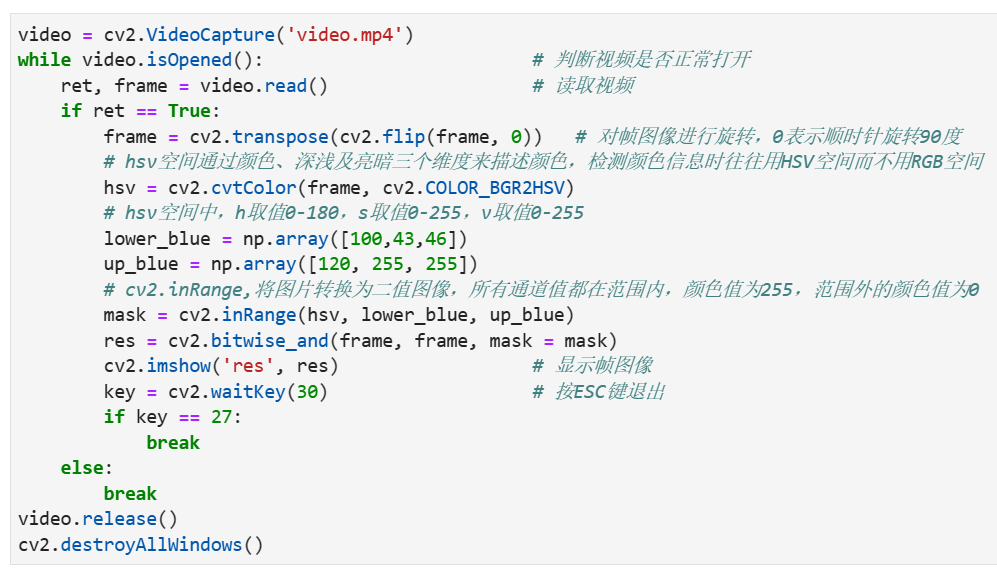 video = cv2.VideoCapture('video.mp4')
while video.isOpened():                         # 判断视频是否正常打开
    ret, frame = video.read()                   # 读取视频
    if ret == True:
        frame = cv2.transpose(cv2.flip(frame, 0))   # 对帧图像进行旋转，0表示顺时针旋转90度
        # hsv空间通过颜色、深浅及亮暗三个维度来描述颜色，检测颜色信息时往往用HSV空间而不用RGB空间
        hsv = cv2.cvtColor(frame, cv2.COLOR_BGR2HSV)
        # hsv空间中，h取值0-180，s取值0-255，v取值0-255
        lower_blue = np.array([100,43,46])
        up_blue = np.array([120, 255, 255])
        # cv2.inRange,将图片转换为二值图像，所有通道值都在范围内，颜色值为255，范围外的颜色值为0
        mask = cv2.inRange(hsv, lower_blue, up_blue)
        res = cv2.bitwise_and(frame, frame, mask = mask)
        cv2.imshow('res', res)                  # 显示帧图像
        key = cv2.waitKey(30)                   # 按ESC键退出
        if key == 27:
            break
    else:
        break
video.release()
cv2.destroyAllWindows()